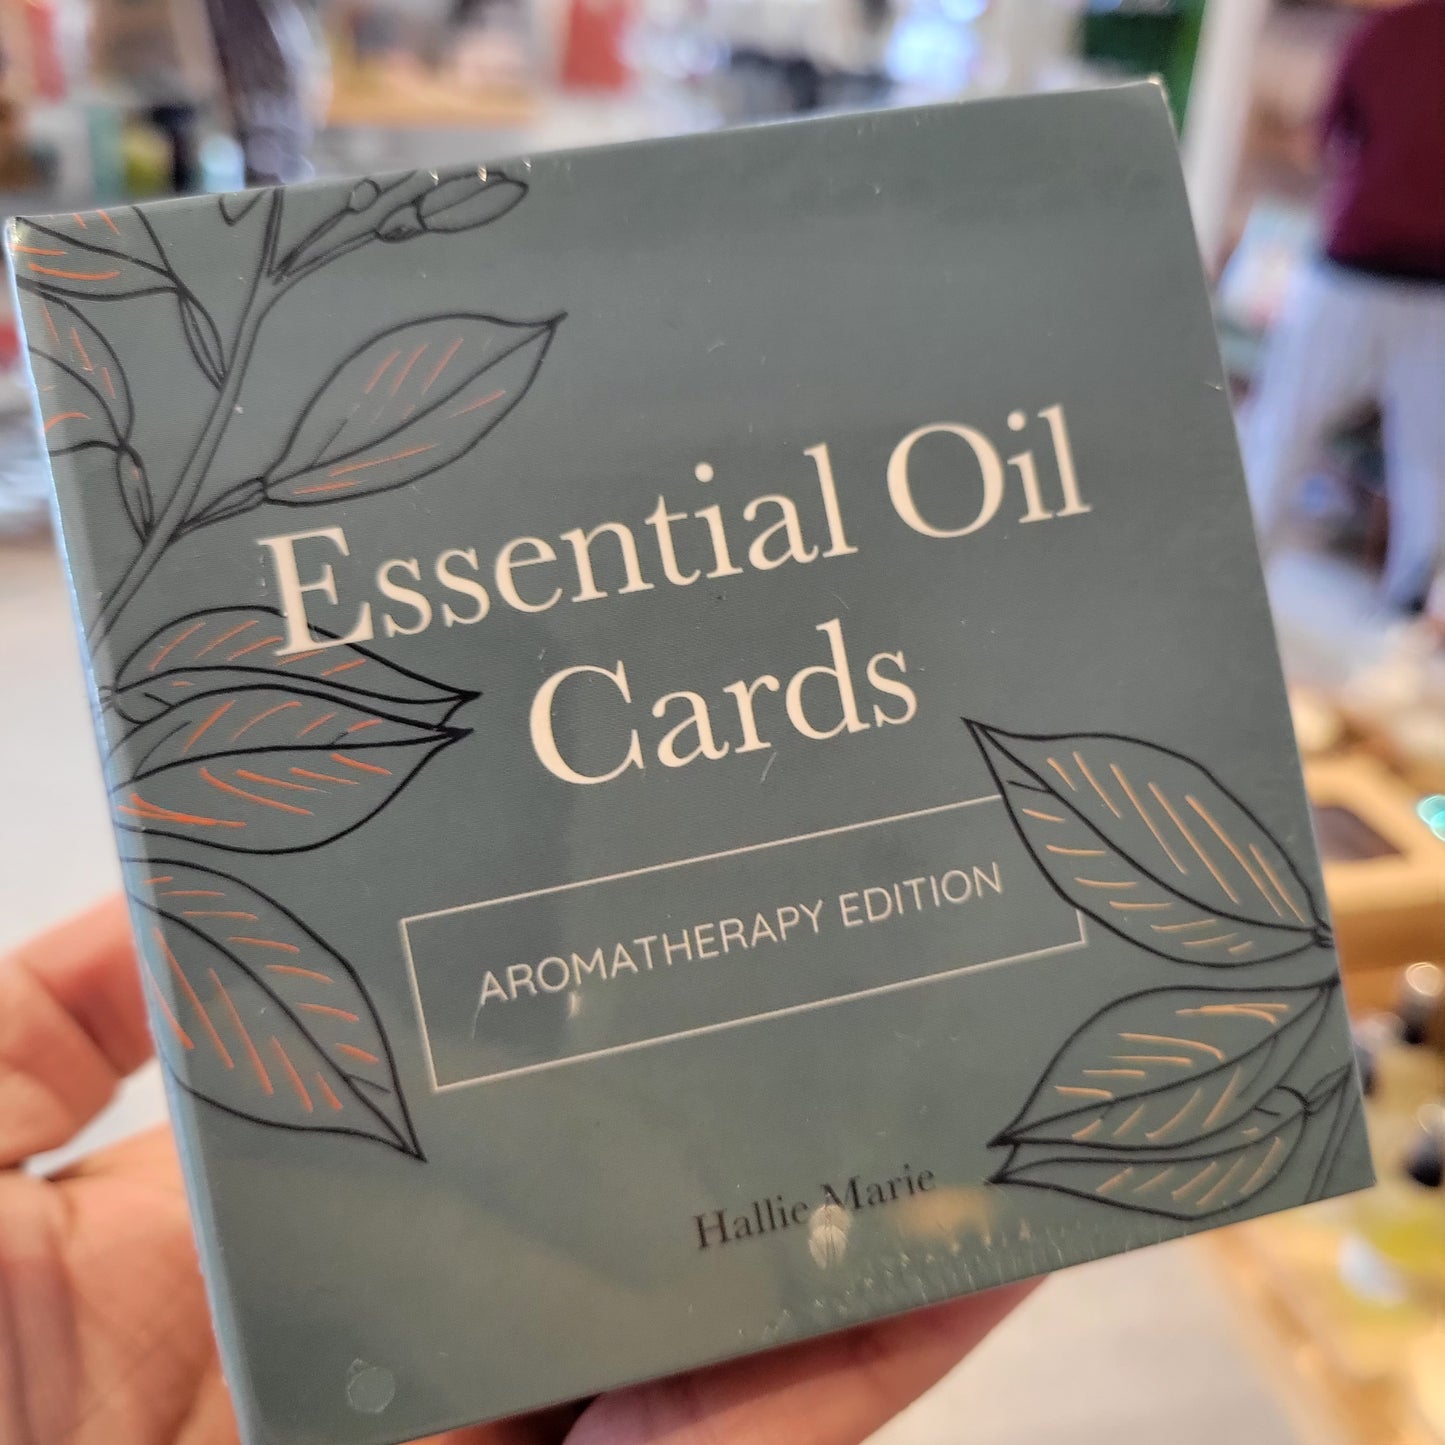 Essential Oil
Cards
AROMATHERAPY EDITION
Hallie Marie